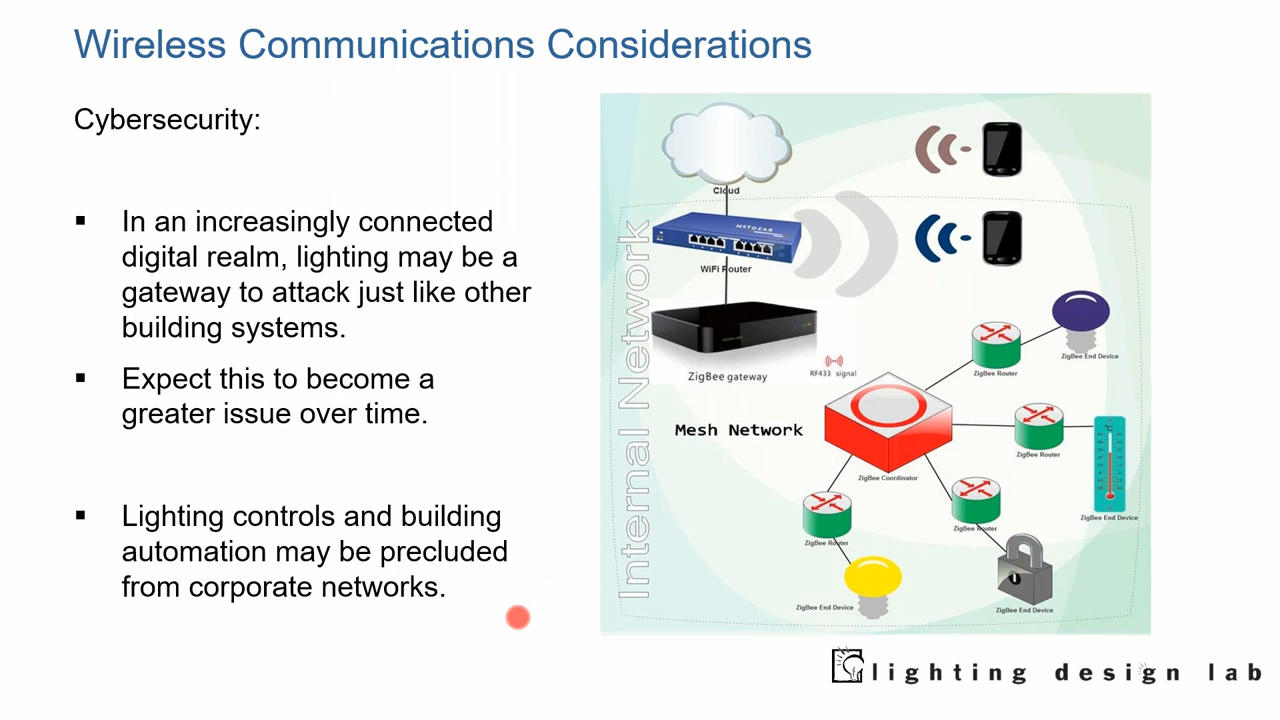 Wireless Communications Considerations
Cybersecurity:
▪ In an increasingly connected
digital realm, lighting may be a
gateway to attack just like other
building systems.
▪ Expect this to become a
greater issue over time.
▪ Lighting controls and building
automation may be precluded
from corporate networks.
Cloud
NETGEAR
WiFi Router
Internal Network
ZigBee gateway
RF433 signal
Mesh Network
ZigBee Coordinator
ZigBee Router
ZigBee End Device
ZigBee Router
°C
ZigBee End Device
ZigBee Router
ZigBee End Device
ZigBee Router
ZigBee End Device
lighting design lab